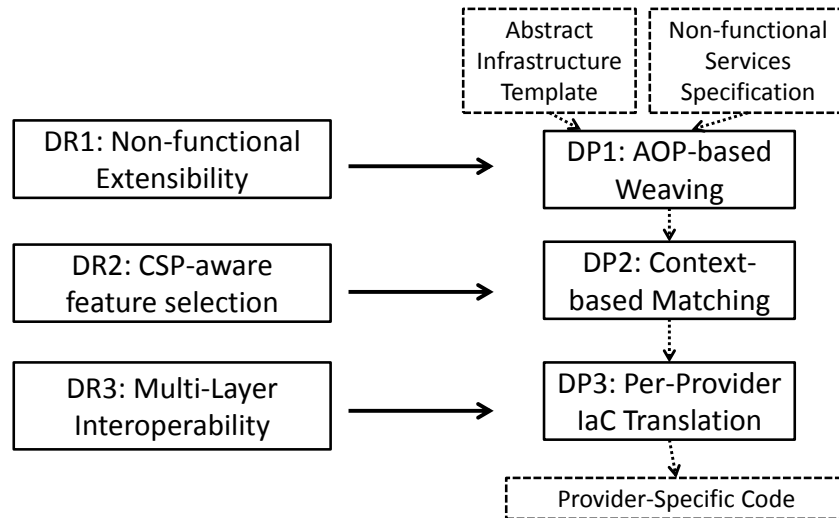 Abstract
Infrastructure
Template
Non-functional
Services
Specification
DR1: Non-functional
Extensibility
DP1: AOP-based
Weaving
DR2: CSP-aware
feature selection
DP2: Context-
based Matching
DR3: Multi-Layer
Interoperability
DP3: Per-Provider
IaC Translation
Provider-Specific Code